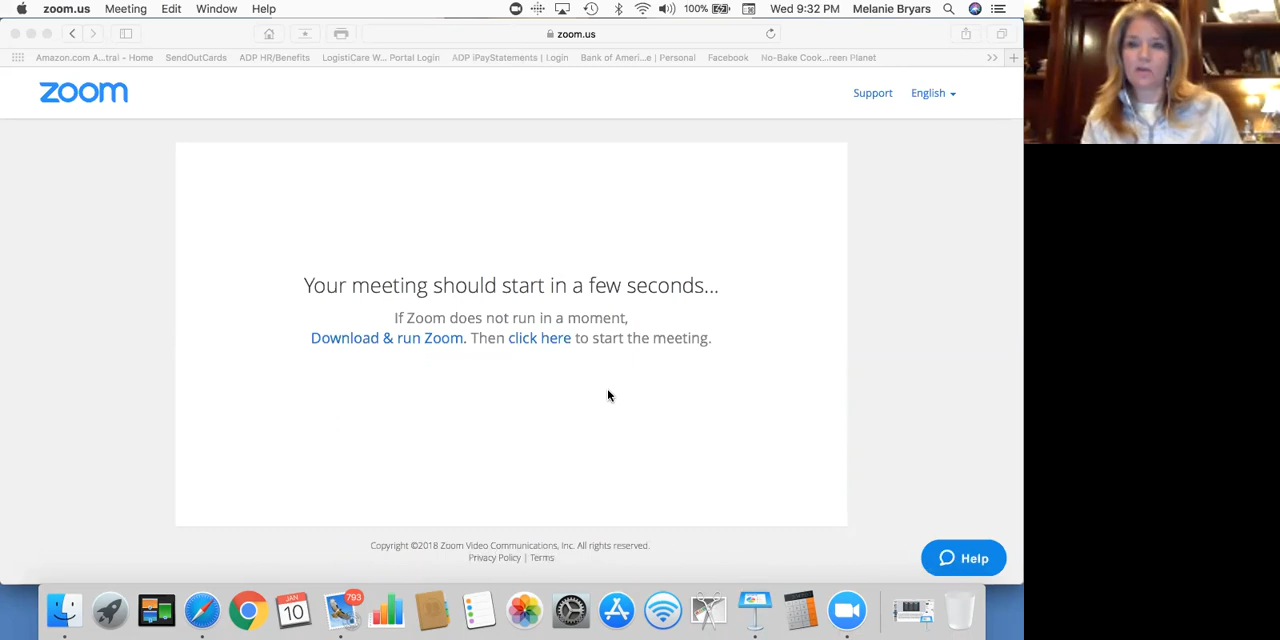 zoom.us Meeting Edit Window Help 100% Wed 9:32 PM Melanie Bryars
zoom.us
Amazon.com A...tral - Home SendOutCards ADP HR/Benefits LogistiCare W... Portal Login ADP iPayStatements | Login Bank of Ameri...e | Personal Facebook No-Bake Cook...reen Planet
zoom Support English
Your meeting should start in a few seconds...
If Zoom does not run in a moment,
Download & run Zoom. Then click here to start the meeting.
Copyright ©2018 Zoom Video Communications, Inc. All rights reserved.
Privacy Policy | Terms
Help
JAN
10
793